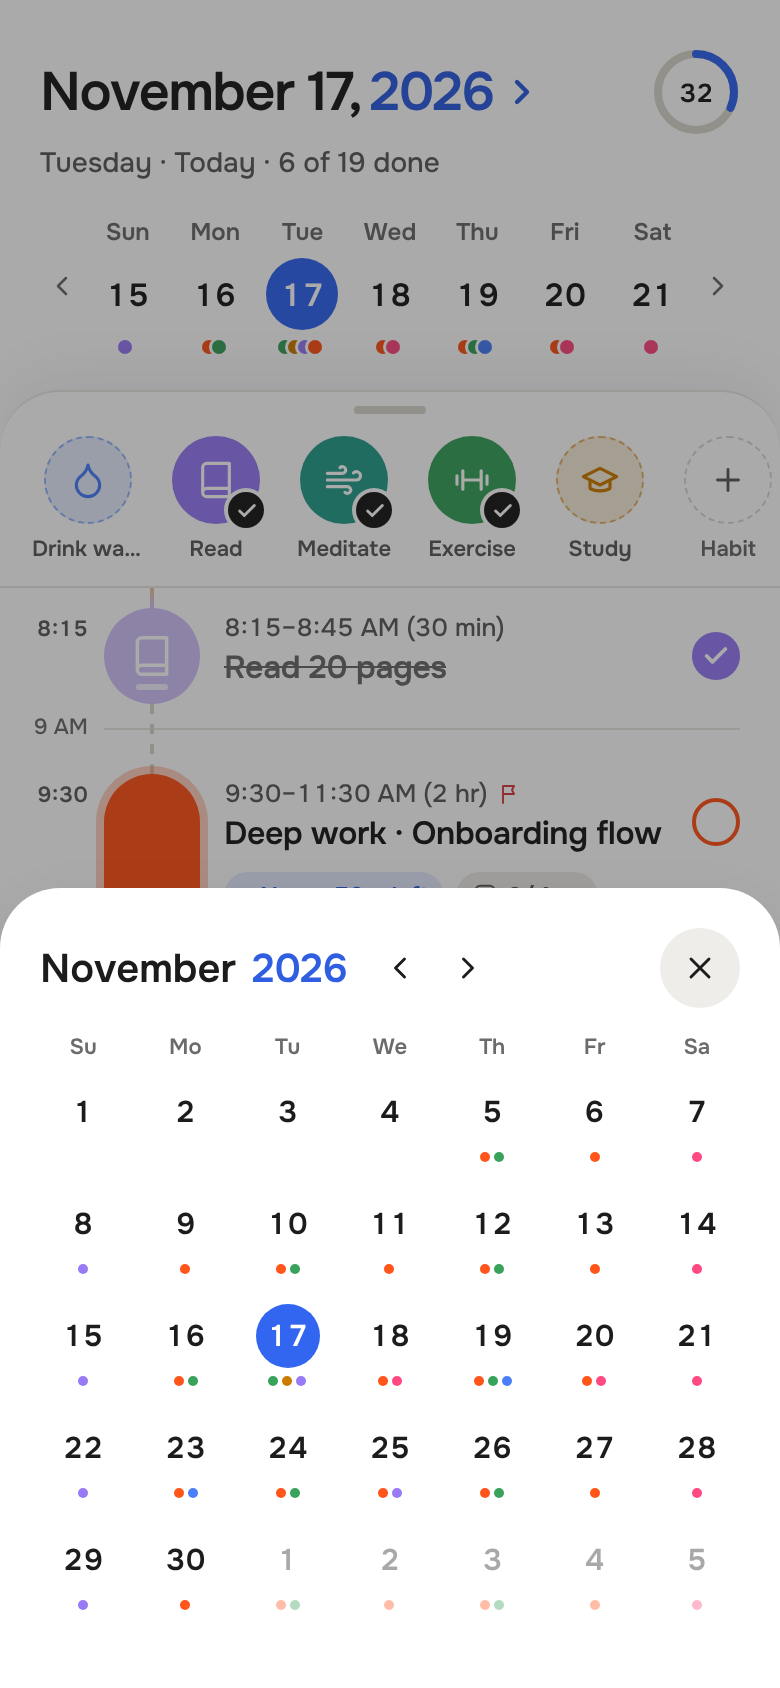 November 17, 2026
32
Tuesday · Today · 6 of 19 done
Sun Mon Tue Wed Thu Fri Sat
15 16 17 18 19 20 21
Drink wa... Read Meditate Exercise Study Habit
8:15 8:15–8:45 AM (30 min)
Read 20 pages
9 AM
9:30 9:30–11:30 AM (2 hr)
Deep work · Onboarding flow
November 2026
Su Mo Tu We Th Fr Sa
1 2 3 4 5 6 7
8 9 10 11 12 13 14
15 16 17 18 19 20 21
22 23 24 25 26 27 28
29 30 1 2 3 4 5